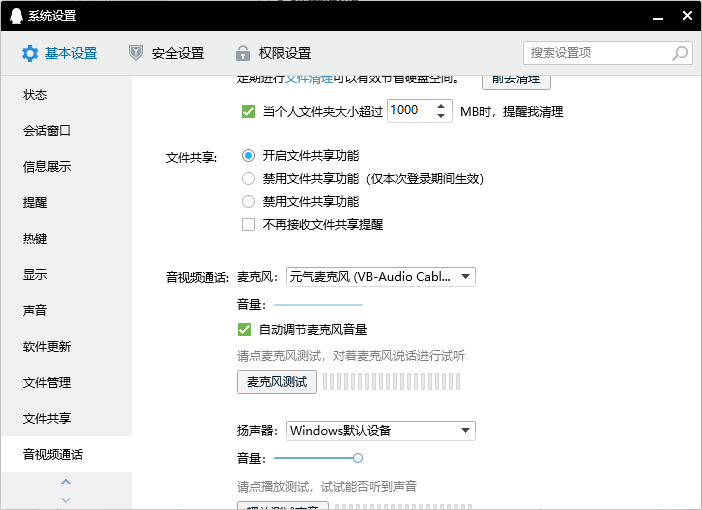 系统设置
基本设置
安全设置
权限设置
搜索设置项
状态
会话窗口
信息展示
提醒
热键
显示
声音
软件更新
文件管理
文件共享
音视频通话
定期进行文件清理可以有效节省硬盘空间。
前去清理
当个人文件夹大小超过 1000 MB时，提醒我清理
文件共享:
开启文件共享功能
禁用文件共享功能（仅本次登录期间生效）
禁用文件共享功能
不再接收文件共享提醒
音视频通话: 麦克风: 元气麦克风 (VB-Audio Cabl...
音量:
自动调节麦克风音量
请点麦克风测试，对着麦克风说话进行试听
麦克风测试
扬声器: Windows默认设备
音量:
请点播放测试，试试能否听到声音
播放测试声音